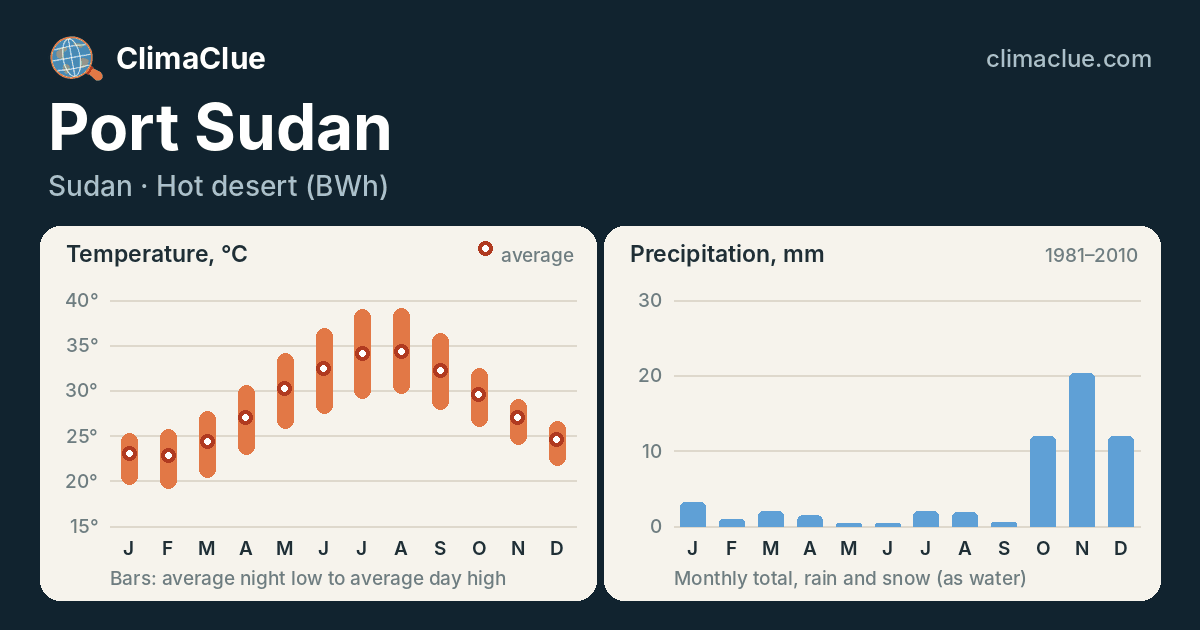 ClimaClue
climaclue.com
Port Sudan
Sudan · Hot desert (BWh)
Temperature, °C
average
40°
35°
30°
25°
20°
15°
J F M A M J J A S O N D
Bars: average night low to average day high
Precipitation, mm
1981–2010
30
20
10
0
J F M A M J J A S O N D
Monthly total, rain and snow (as water)